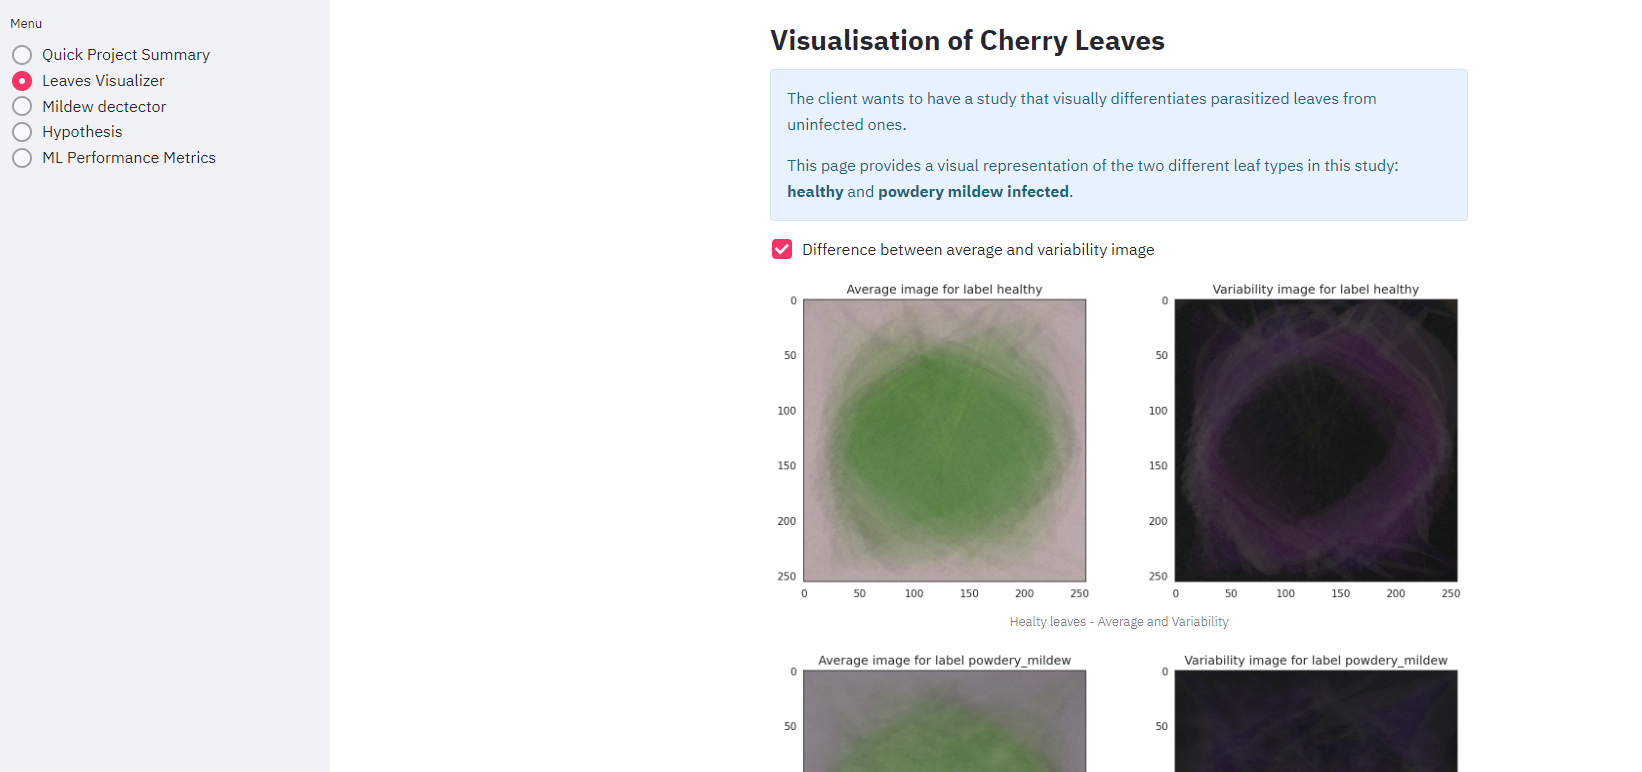 Menu
Quick Project Summary
Leaves Visualizer
Mildew dectector
Hypothesis
ML Performance Metrics
Visualisation of Cherry Leaves
The client wants to have a study that visually differentiates parasitized leaves from
uninfected ones.
This page provides a visual representation of the two different leaf types in this study:
healthy and powdery mildew infected.
Difference between average and variability image
Average image for label healthy
0
50
100
150
200
250
0 50 100 150 200 250
Variability image for label healthy
0
50
100
150
200
250
0 50 100 150 200 250
Healty leaves - Average and Variability
Average image for label powdery_mildew
0
50
Variability image for label powdery_mildew
0
50